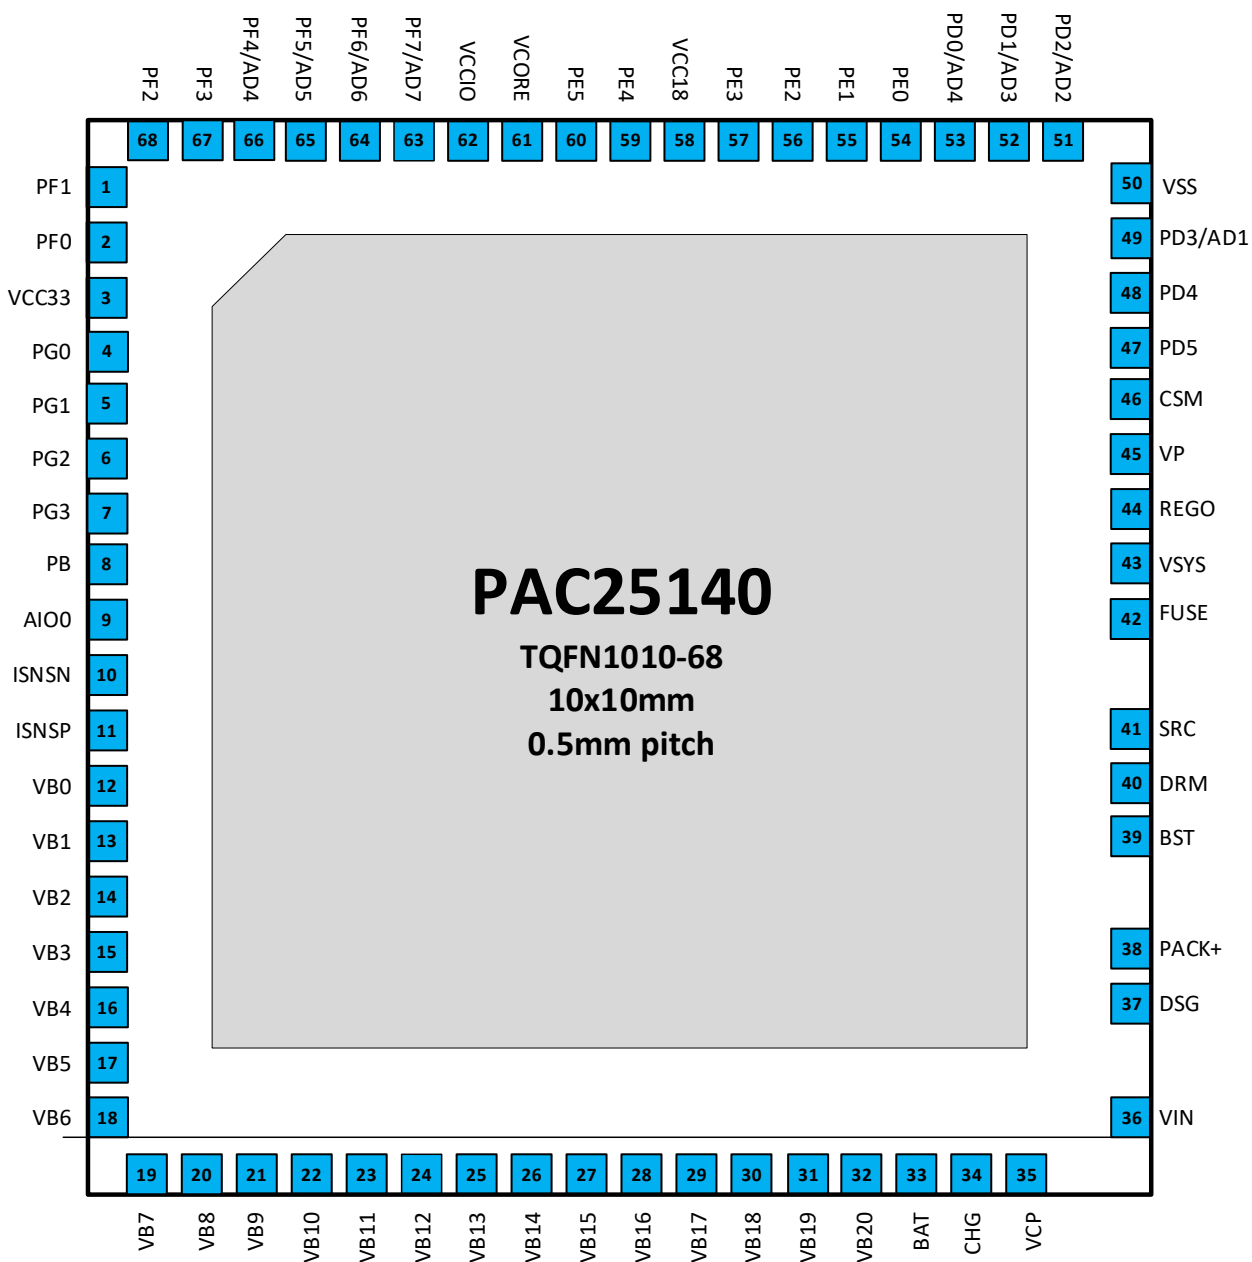 PF2
PF3
PF4/AD4
PF5/AD5
PF6/AD6
PF7/AD7
VCCIO
VCORE
PE5
PE4
VCC18
PE3
PE2
PE1
PE0
PD0/AD4
PD1/AD3
PD2/AD2
68 67 66 65 64 63 62 61 60 59 58 57 56 55 54 53 52 51
PF1 1
PF0 2
VCC33 3
PG0 4
PG1 5
PG2 6
PG3 7
PB 8
AIO0 9
ISNSN 10
ISNSP 11
VB0 12
VB1 13
VB2 14
VB3 15
VB4 16
VB5 17
VB6 18
PAC25140
TQFN1010-68
10x10mm
0.5mm pitch
50 VSS
49 PD3/AD1
48 PD4
47 PD5
46 CSM
45 VP
44 REGO
43 VSYS
42 FUSE
41 SRC
40 DRM
39 BST
38 PACK+
37 DSG
36 VIN
19 20 21 22 23 24 25 26 27 28 29 30 31 32 33 34 35
VB7
VB8
VB9
VB10
VB11
VB12
VB13
VB14
VB15
VB16
VB17
VB18
VB19
VB20
BAT
CHG
VCP